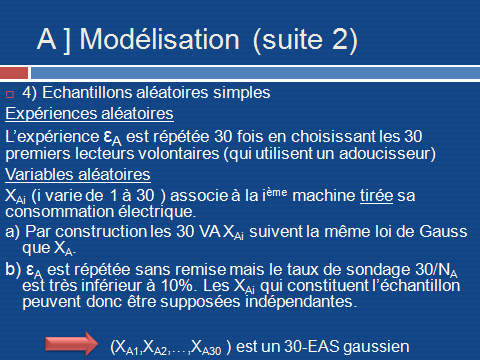 A ] Modélisation (suite 2)
4) Echantillons aléatoires simples
Expériences aléatoires
L’expérience εA est répétée 30 fois en choisissant les 30
premiers lecteurs volontaires (qui utilisent un adoucisseur)
Variables aléatoires
XAi (i varie de 1 à 30 ) associe à la ième machine tirée sa
consommation électrique.
a) Par construction les 30 VA XAi suivent la même loi de Gauss
que XA.
b) εA est répétée sans remise mais le taux de sondage 30/NA
est très inférieur à 10%. Les XAi qui constituent l’échantillon
peuvent donc être supposées indépendantes.
(XA1,XA2,…,XA30 ) est un 30-EAS gaussien